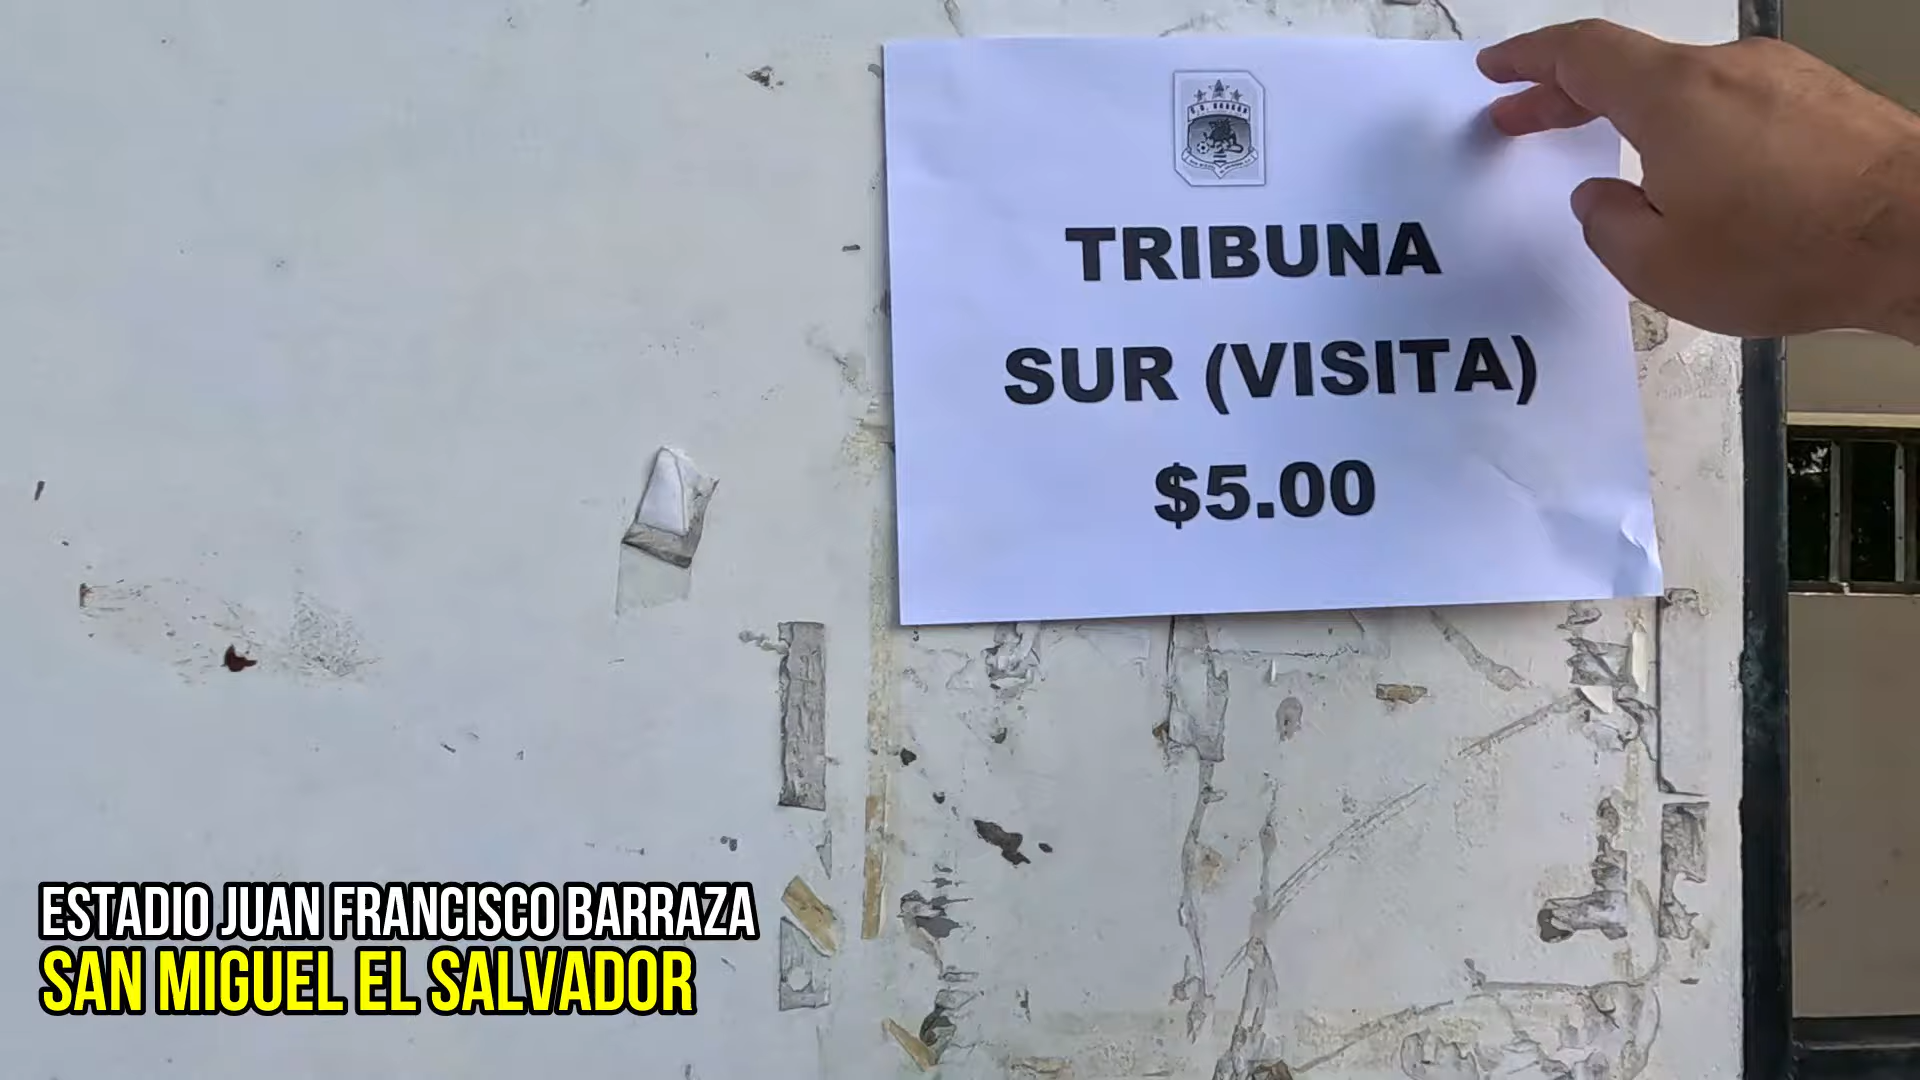 TRIBUNA
SUR (VISITA)
$5.00
ESTADIO JUAN FRANCISCO BARRAZA
SAN MIGUEL EL SALVADOR